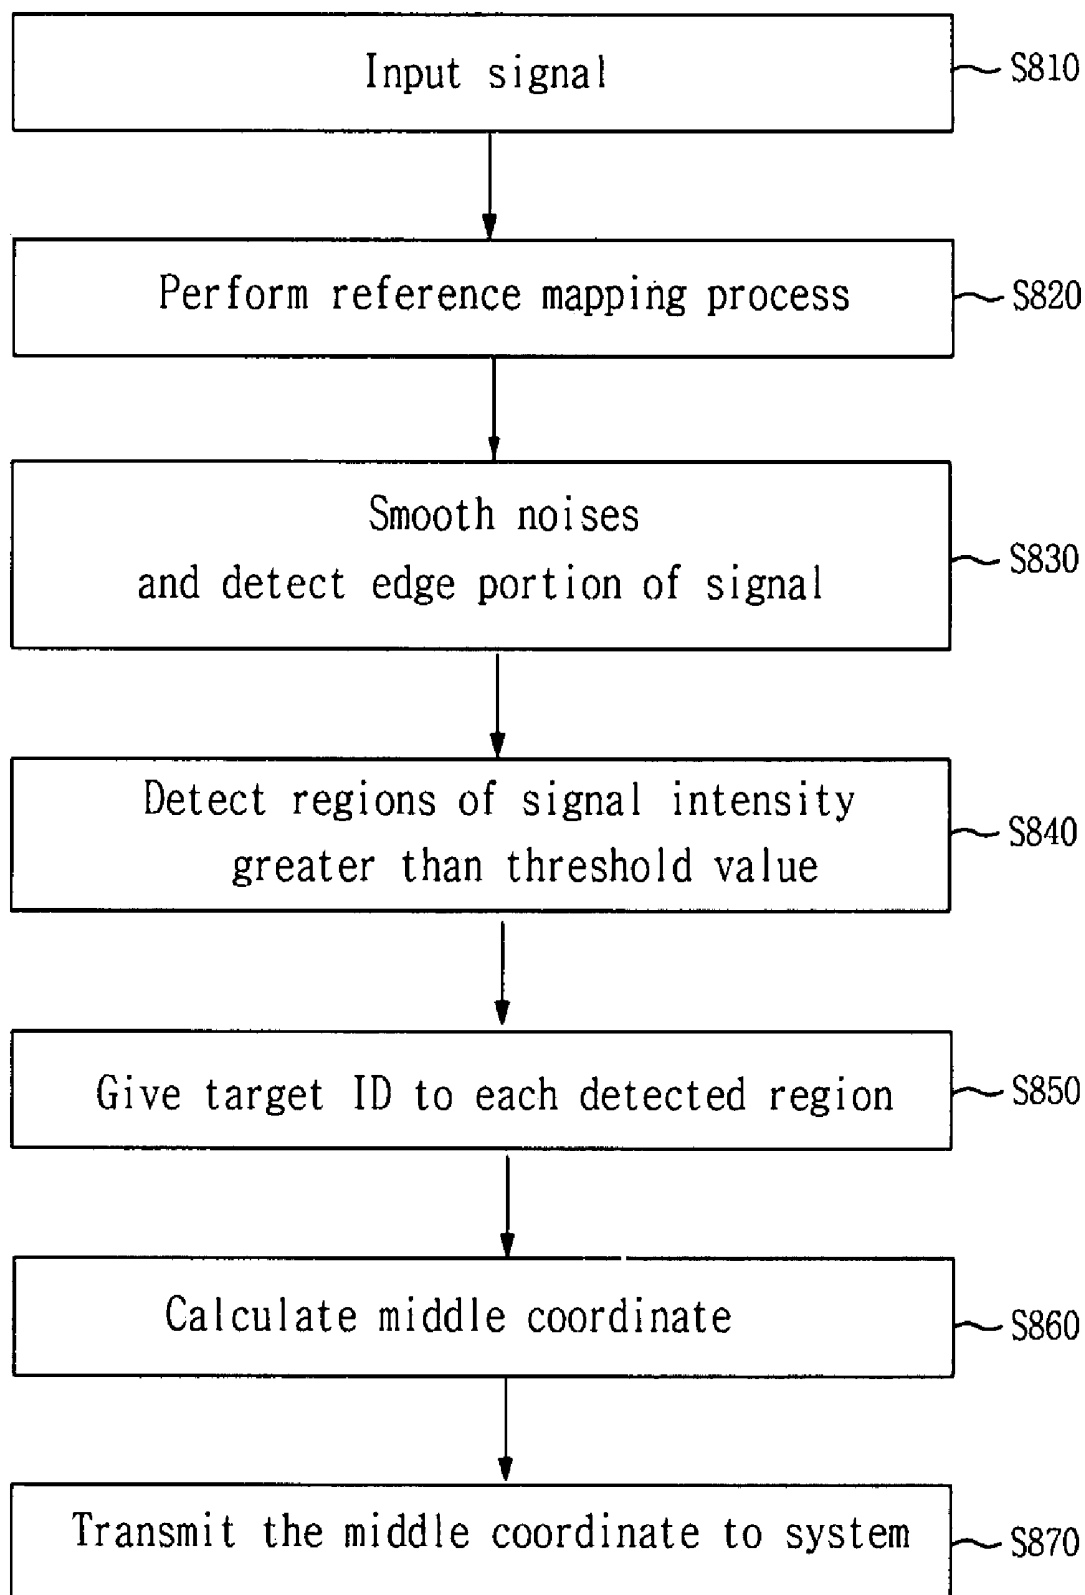 Input signal
S810
Perform reference mapping process
S820
Smooth noises
and detect edge portion of signal
S830
Detect regions of signal intensity
greater than threshold value
S840
Give target ID to each detected region
S850
Calculate middle coordinate
S860
Transmit the middle coordinate to system
S870